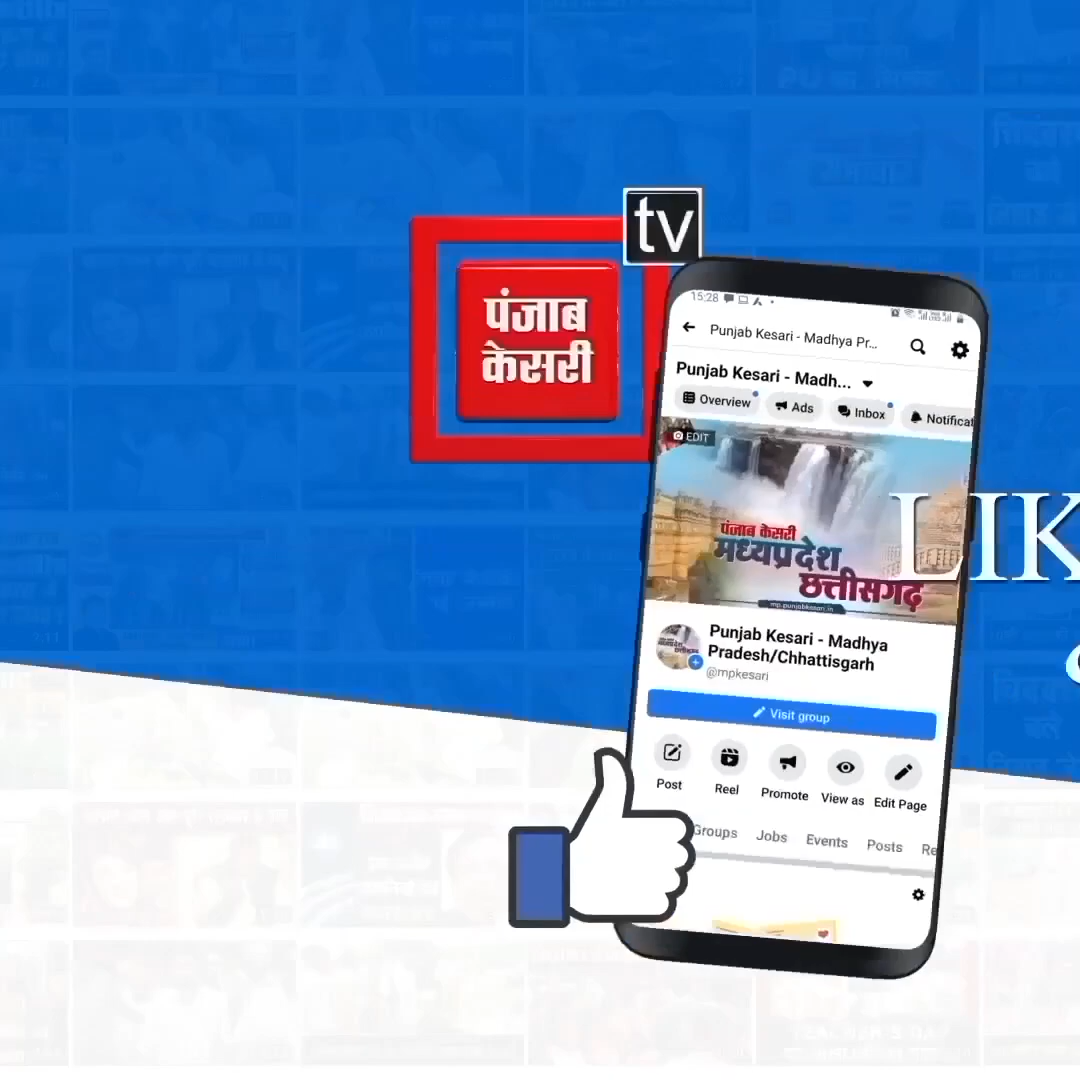 tv
पंजाब
केसरी
15:28
Punjab Kesari - Madhya Pr...
Punjab Kesari - Madh...
Overview
Ads
Inbox
Notificat
EDIT
पंजाब केसरी
मध्यप्रदेश
छत्तीसगढ़
mp.punjabkesari.in
LIK
Punjab Kesari - Madhya
Pradesh/Chhattisgarh
@mpkesari
Visit group
Post
Reel
Promote
View as
Edit Page
Groups
Jobs
Events
Posts
Re